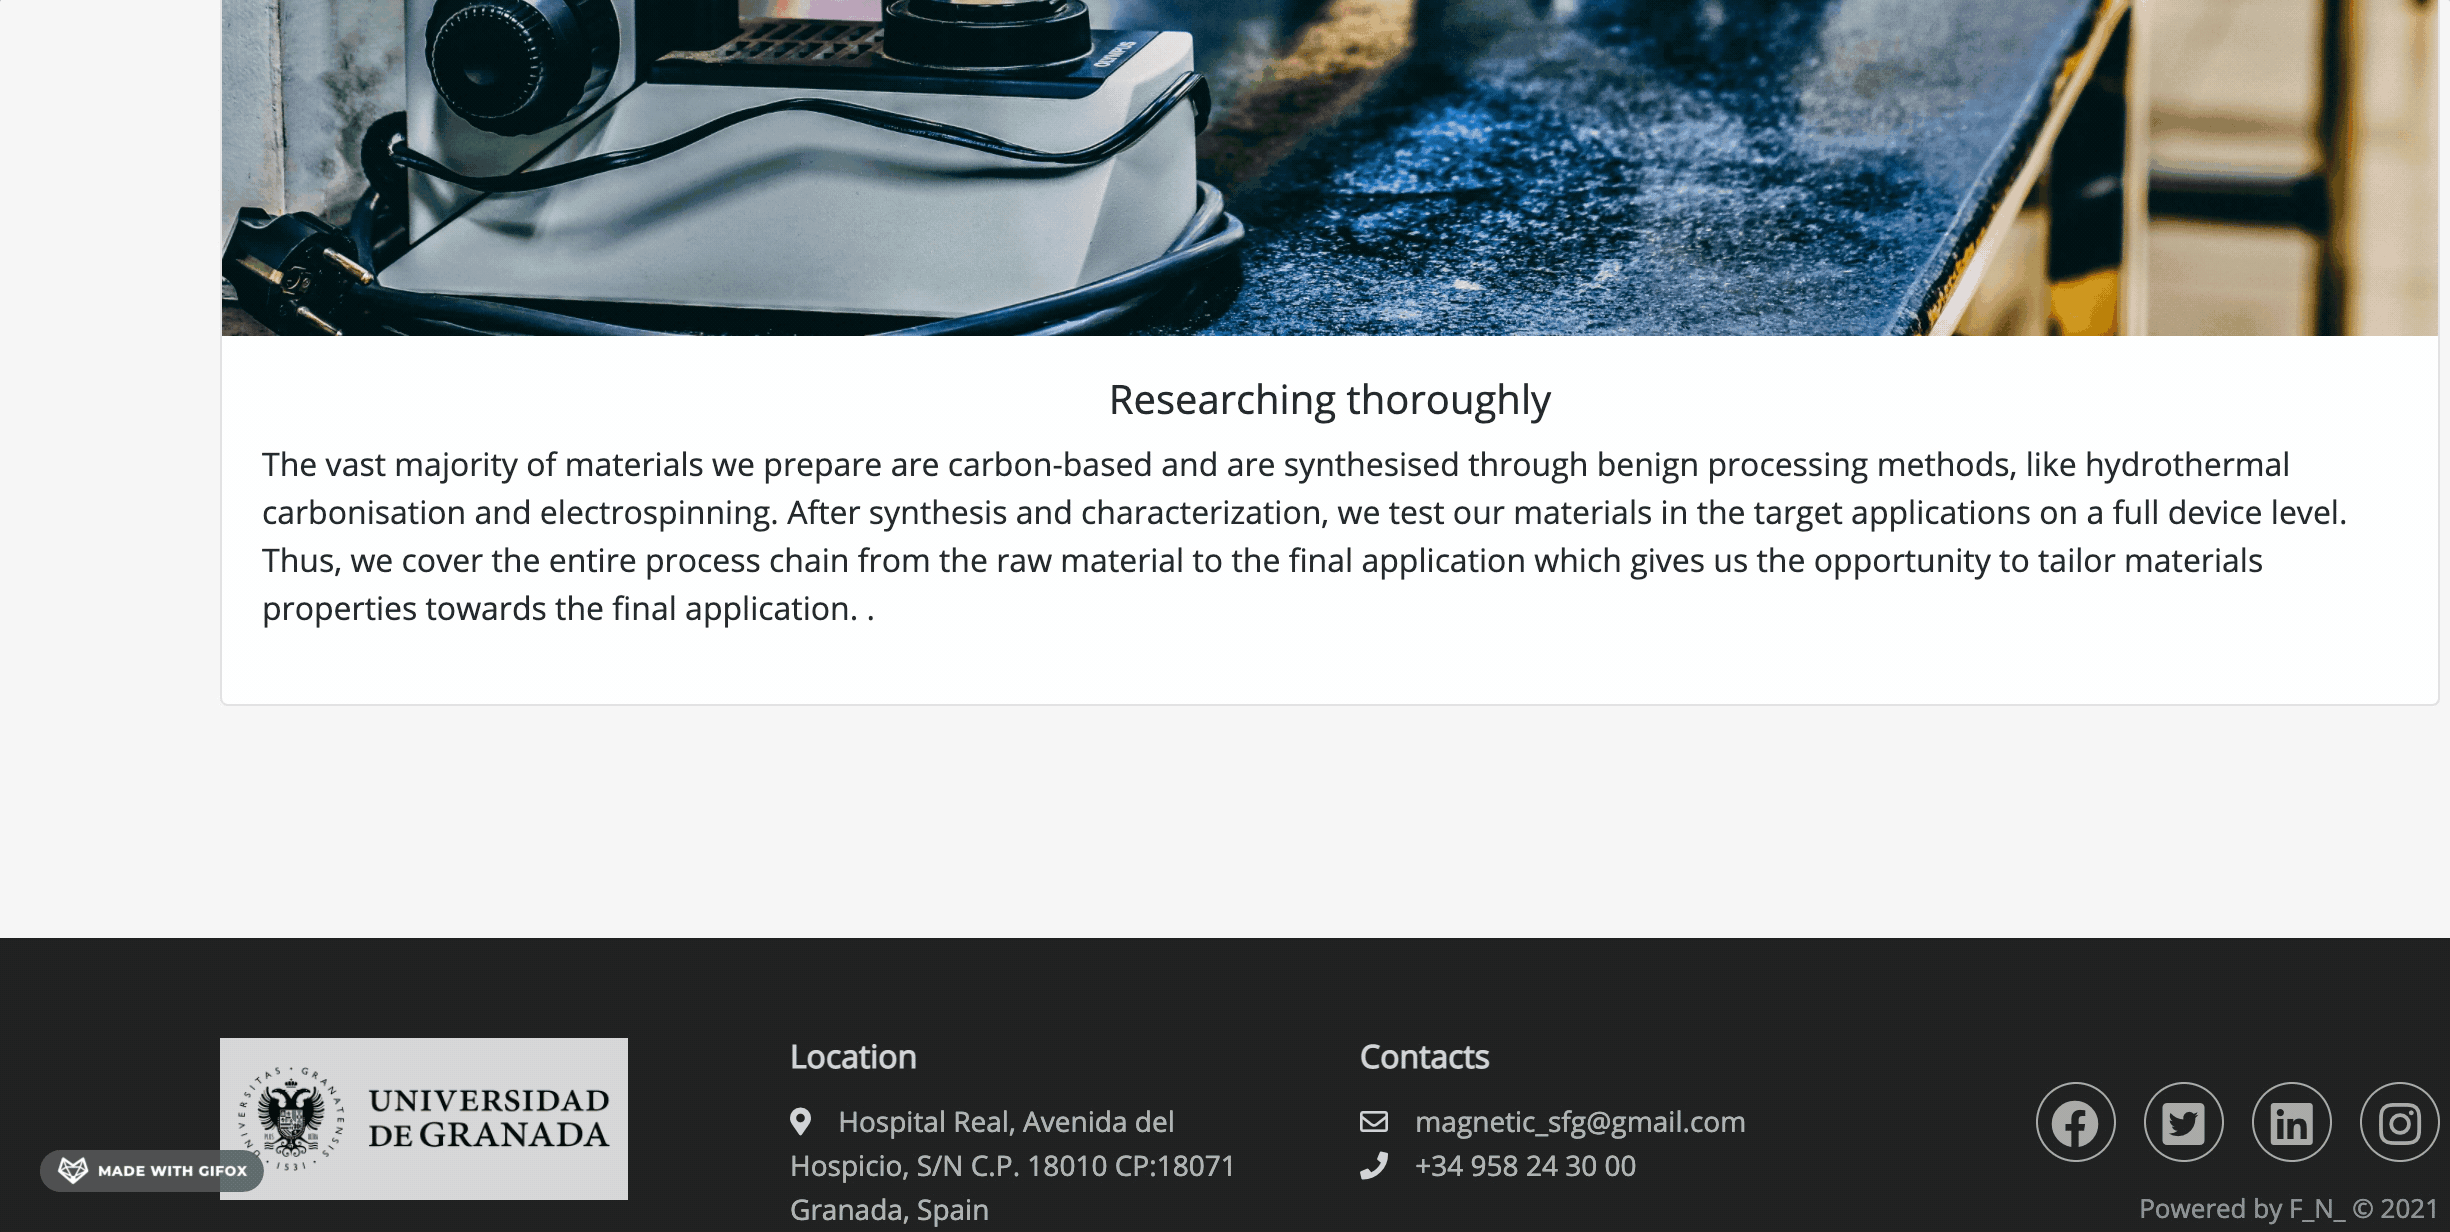 OLYMPUS
Researching thoroughly
The vast majority of materials we prepare are carbon-based and are synthesised through benign processing methods, like hydrothermal
carbonisation and electrospinning. After synthesis and characterization, we test our materials in the target applications on a full device level.
Thus, we cover the entire process chain from the raw material to the final application which gives us the opportunity to tailor materials
properties towards the final application. .
UNIVERSITAS · GRANATENSIS · 1531 ·
UNIVERSIDAD
DE GRANADA
MADE WITH GIFOX
Location
Hospital Real, Avenida del
Hospicio, S/N C.P. 18010 CP:18071
Granada, Spain
Contacts
magnetic_sfg@gmail.com
+34 958 24 30 00
Powered by F_N_ © 2021